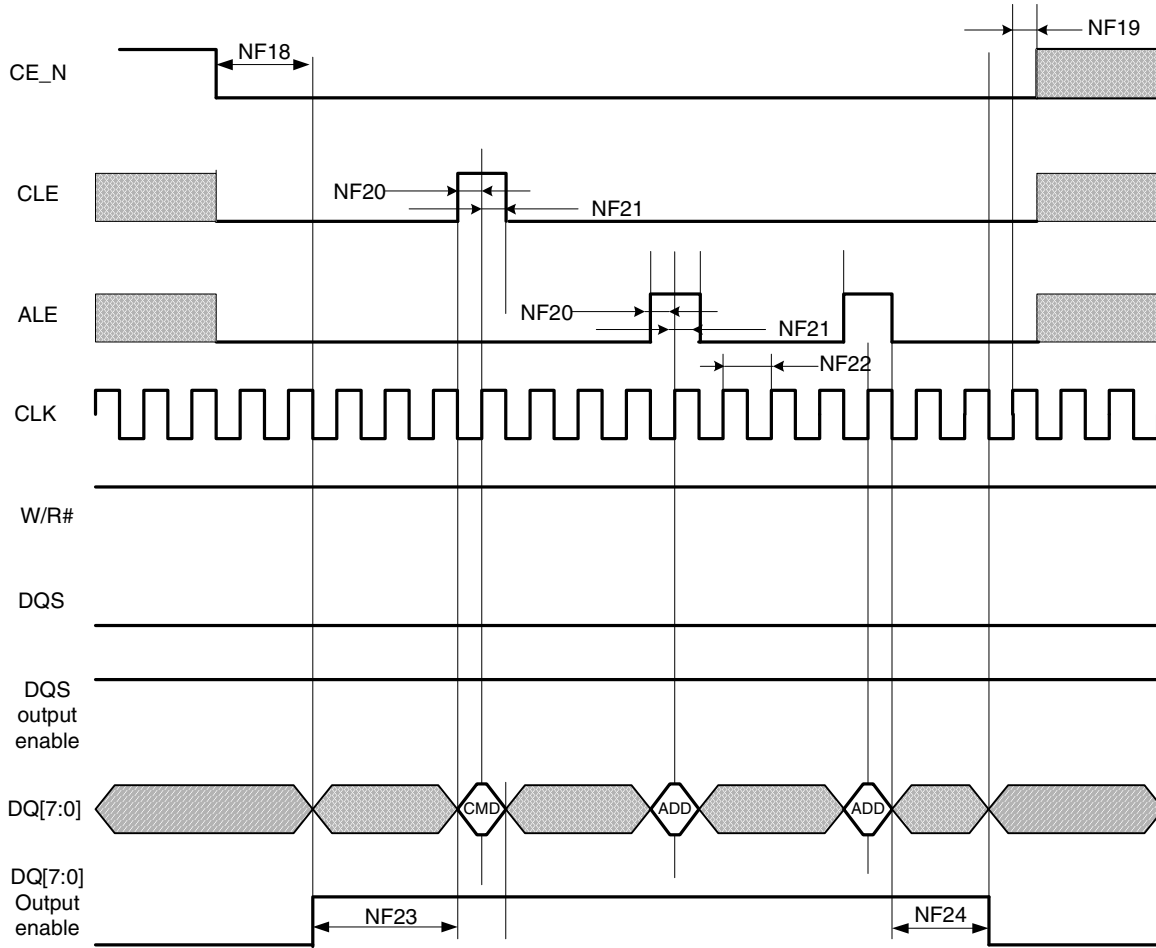 NF19
NF18
CE_N
CLE
NF20
NF21
ALE
NF20
NF21
NF22
CLK
W/R#
DQS
DQS
output
enable
DQ[7:0]
CMD
ADD
ADD
DQ[7:0]
Output
enable
NF23
NF24